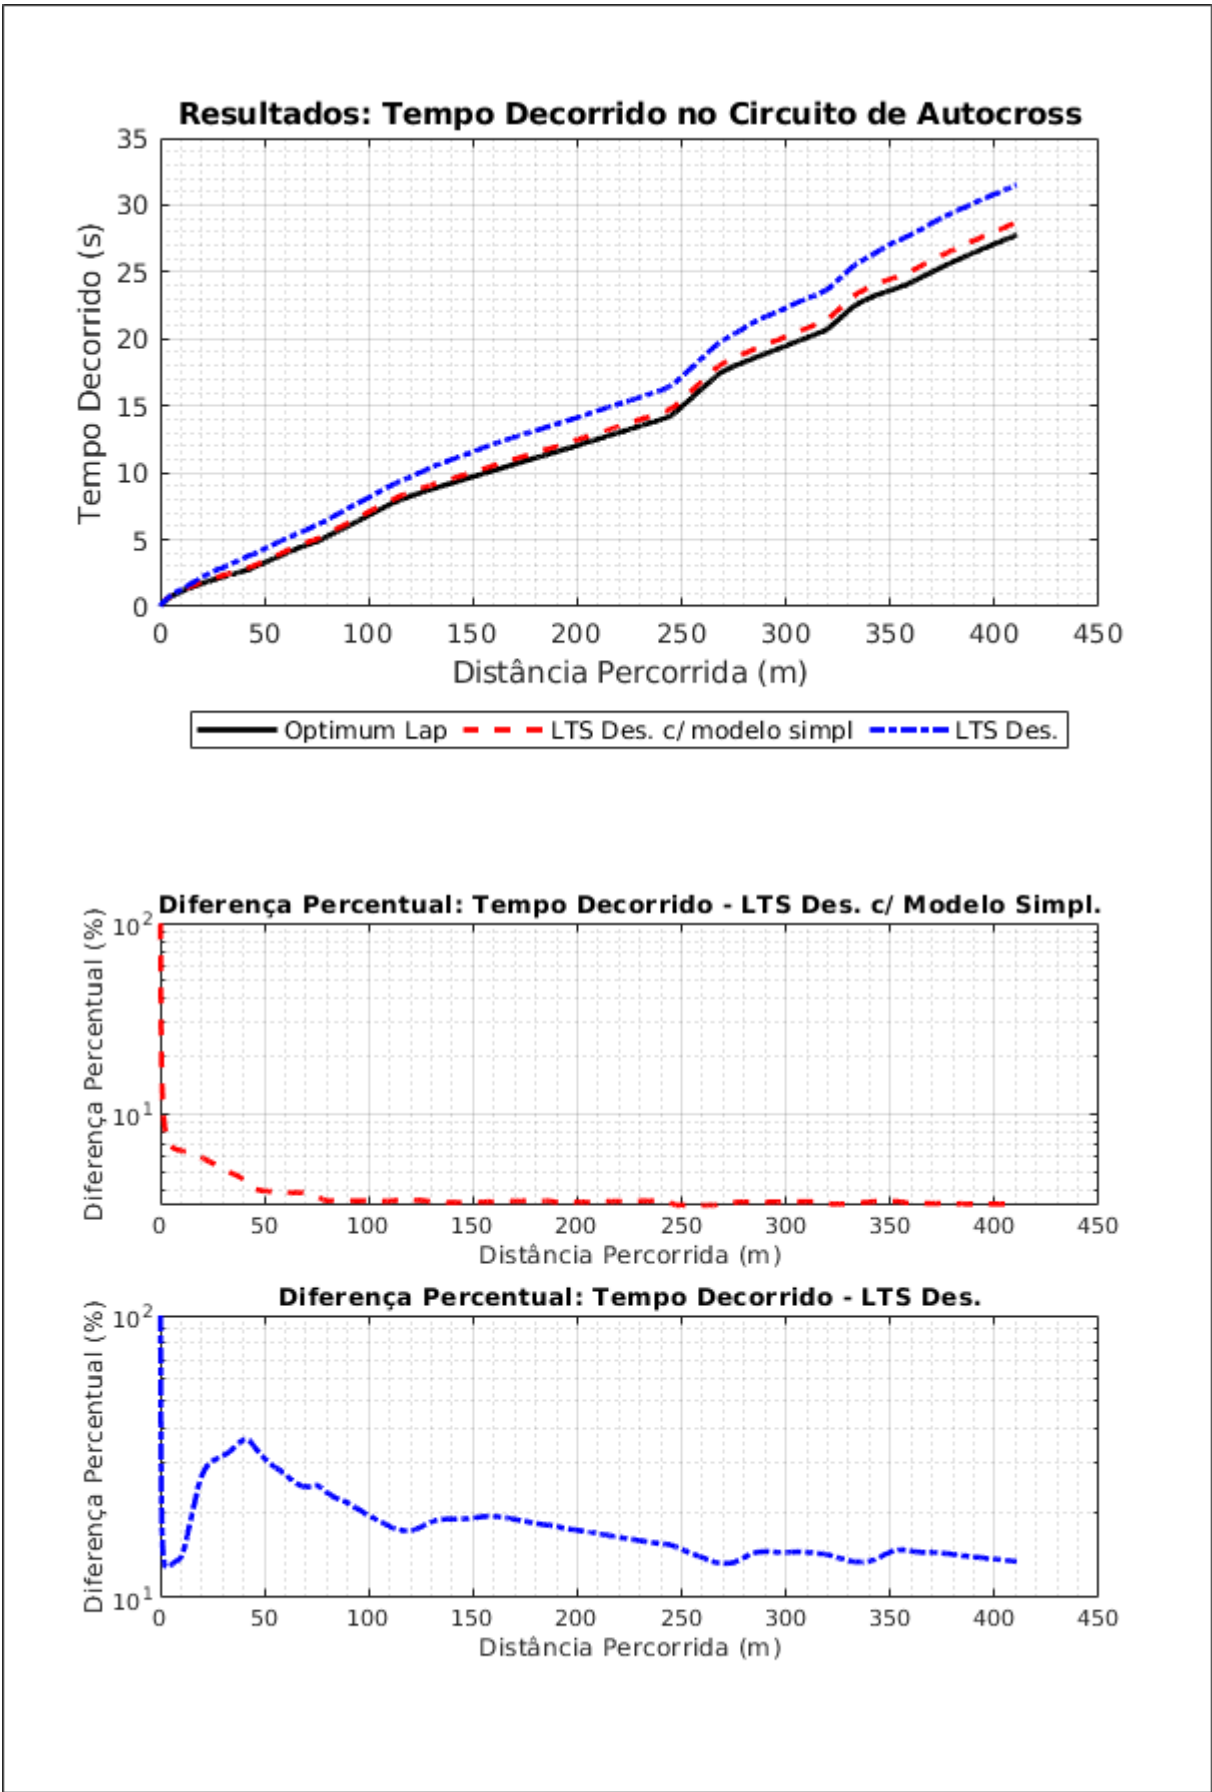 Resultados: Tempo Decorrido no Circuito de Autocross
Tempo Decorrido (s)
35
30
25
20
15
10
5
0
0 50 100 150 200 250 300 350 400 450
Distância Percorrida (m)
Optimum Lap LTS Des. c/ modelo simpl LTS Des.
Diferença Percentual: Tempo Decorrido - LTS Des. c/ Modelo Simpl.
Diferença Percentual (%)
10²
10¹
0 50 100 150 200 250 300 350 400 450
Distância Percorrida (m)
Diferença Percentual: Tempo Decorrido - LTS Des.
Diferença Percentual (%)
10²
10¹
0 50 100 150 200 250 300 350 400 450
Distância Percorrida (m)